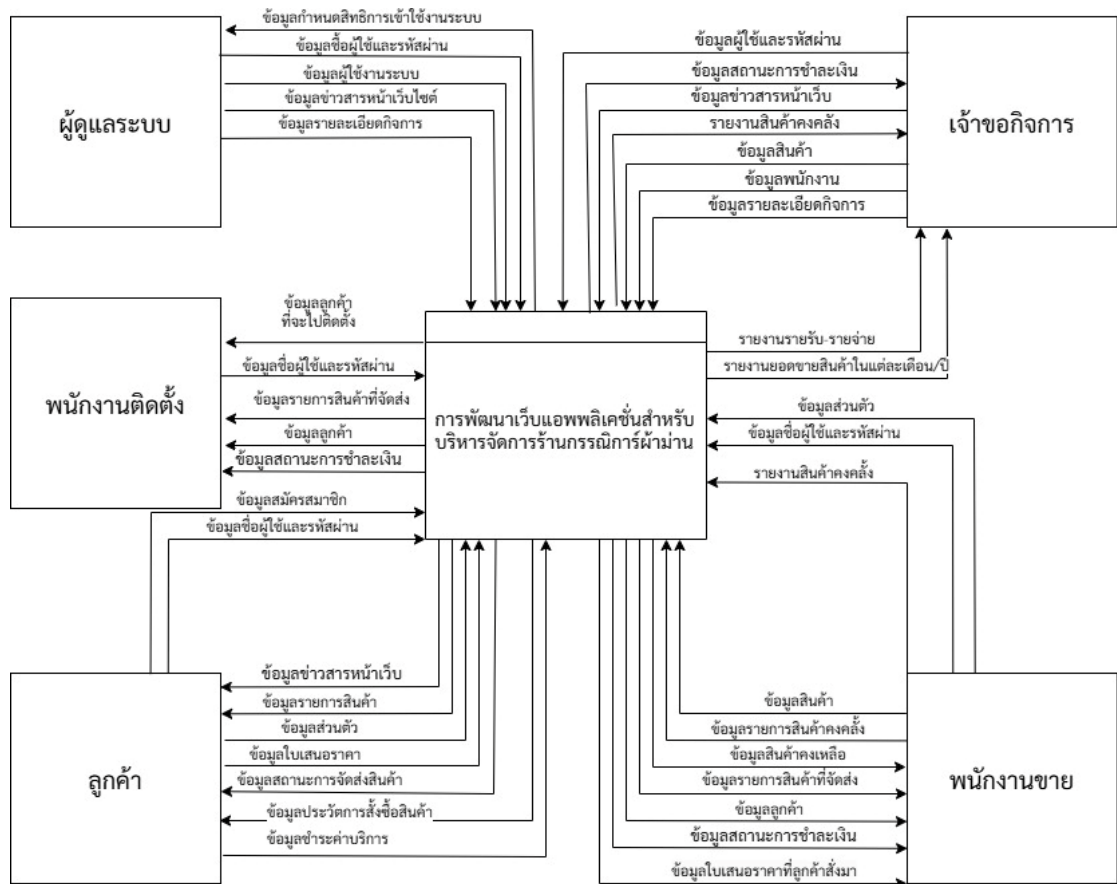 ข้อมูลกำหนดสิทธิการเข้าใช้งานระบบ
ข้อมูลชื่อผู้ใช้และรหัสผ่าน
ข้อมูลผู้ใช้งานระบบ
ข้อมูลข่าวสารหน้าเว็บไซต์
ข้อมูลรายละเอียดกิจการ
ผู้ดูแลระบบ
ข้อมูลผู้ใช้และรหัสผ่าน
ข้อมูลสถานะการชำละเงิน
ข้อมูลข่าวสารหน้าเว็บ
รายงานสินค้าคงคลัง
ข้อมูลสินค้า
ข้อมูลพนักงาน
ข้อมูลรายละเอียดกิจการ
เจ้าขอกิจการ
รายงานรายรับ-รายจ่าย
รายงานยอดขายสินค้าในแต่ละเดือน/ปี
ข้อมูลลูกค้า
ที่จะไปติดตั้ง
ข้อมูลชื่อผู้ใช้และรหัสผ่าน
ข้อมูลรายการสินค้าที่จัดส่ง
ข้อมูลลูกค้า
ข้อมูลสถานะการชำละเงิน
พนักงานติดตั้ง
การพัฒนาเว็บแอพพลิเคชั่นสำหรับ
บริหารจัดการร้านกรรณิการ์ผ้าม่าน
ข้อมูลส่วนตัว
ข้อมูลชื่อผู้ใช้และรหัสผ่าน
รายงานสินค้าคงคลั้ง
ข้อมูลสมัครสมาชิก
ข้อมูลชื่อผู้ใช้และรหัสผ่าน
ข้อมูลข่าวสารหน้าเว็บ
ข้อมูลรายการสินค้า
ข้อมูลส่วนตัว
ข้อมูลใบเสนอราคา
ข้อมูลสถานะการจัดส่งสินค้า
ข้อมูลประวัตการสั้งซื้อสินค้า
ข้อมูลชำระค่าบริการ
ลูกค้า
ข้อมูลสินค้า
ข้อมูลรายการสินค้าคงคลั้ง
ข้อมูลสินค้าคงเหลือ
ข้อมูลรายการสินค้าที่จัดส่ง
ข้อมูลลูกค้า
ข้อมูลสถานะการชำละเงิน
ข้อมูลใบเสนอราคาที่ลูกค้าสั่งมา
พนักงานขาย